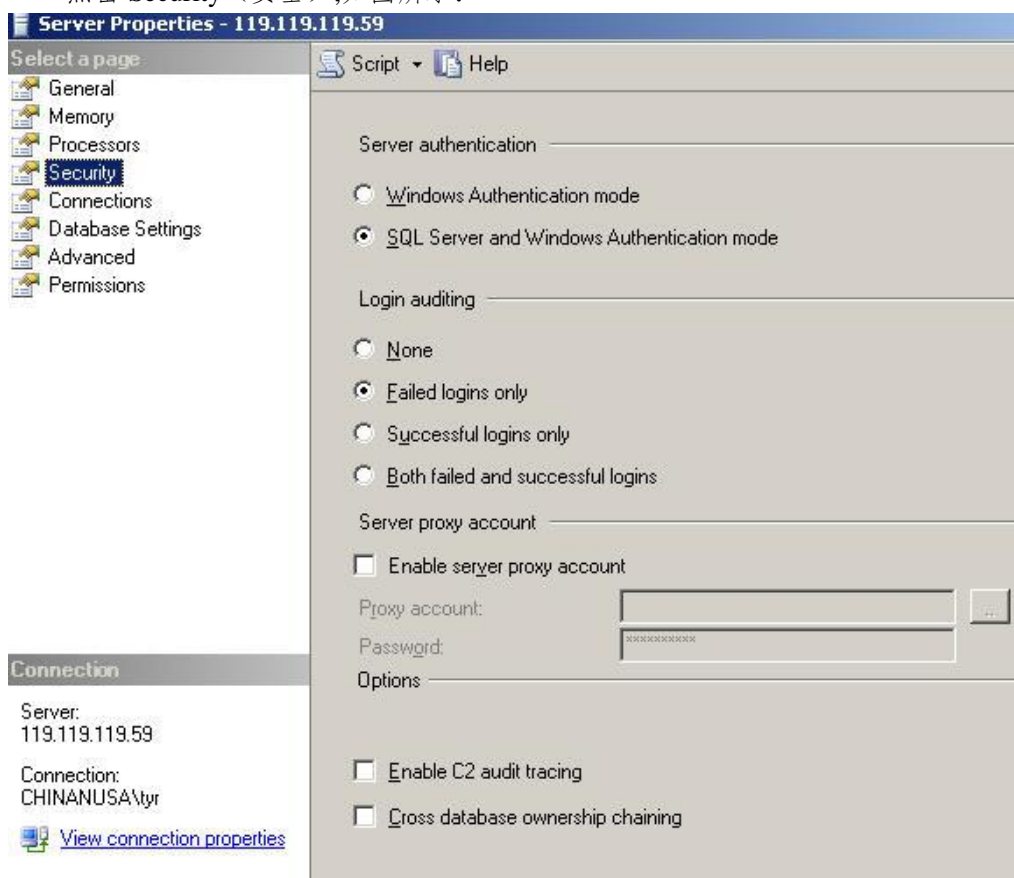 Server Properties - 119.119.119.59
Select a page
General
Memory
Processors
Security
Connections
Database Settings
Advanced
Permissions
Script
Help
Server authentication
Windows Authentication mode
SQL Server and Windows Authentication mode
Login auditing
None
Failed logins only
Successful logins only
Both failed and successful logins
Server proxy account
Enable server proxy account
Proxy account:
...
Password:
**********
Options
Enable C2 audit tracing
Cross database ownership chaining
Connection
Server:
119.119.119.59
Connection:
CHINANUSA\tyr
View connection properties